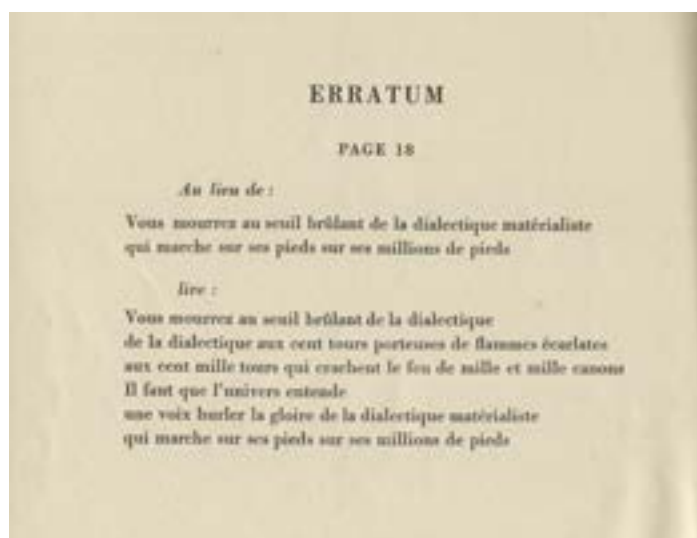 ERRATUM
PAGE 18
Au lieu de :
Vous mourrez au seuil brûlant de la dialectique matérialiste
qui marche sur ses pieds sur ses millions de pieds
lire :
Vous mourrez au seuil brûlant de la dialectique
de la dialectique aux cent tours porteuses de flammes écarlates
aux cent mille tours qui crachent le feu de mille et mille canons
Il faut que l'univers entende
une voix hurler la gloire de la dialectique matérialiste
qui marche sur ses pieds sur ses millions de pieds